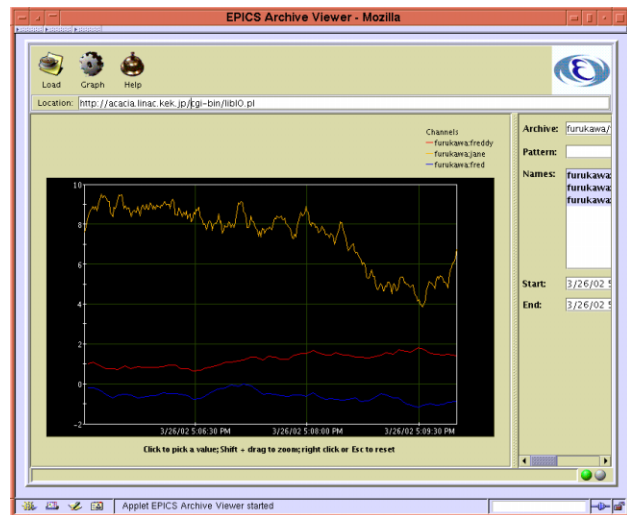 EPICS Archive Viewer - Mozilla
Load Graph Help
Location: http://acacia.linac.kek.jp/cgi-bin/libIO.pl
Channels
furukawa:freddy
furukawa:jane
furukawa:fred
10
8
6
4
2
0
-2
3/26/02 5:06:30 PM 3/26/02 5:08:00 PM 3/26/02 5:09:30 PM
Click to pick a value; Shift + drag to zoom; right click or Esc to reset
Archive: furukawa/
Pattern:
Names: furukawa:
furukawa:
furukawa:
Start: 3/26/02 5
End: 3/26/02 5
Applet EPICS Archive Viewer started